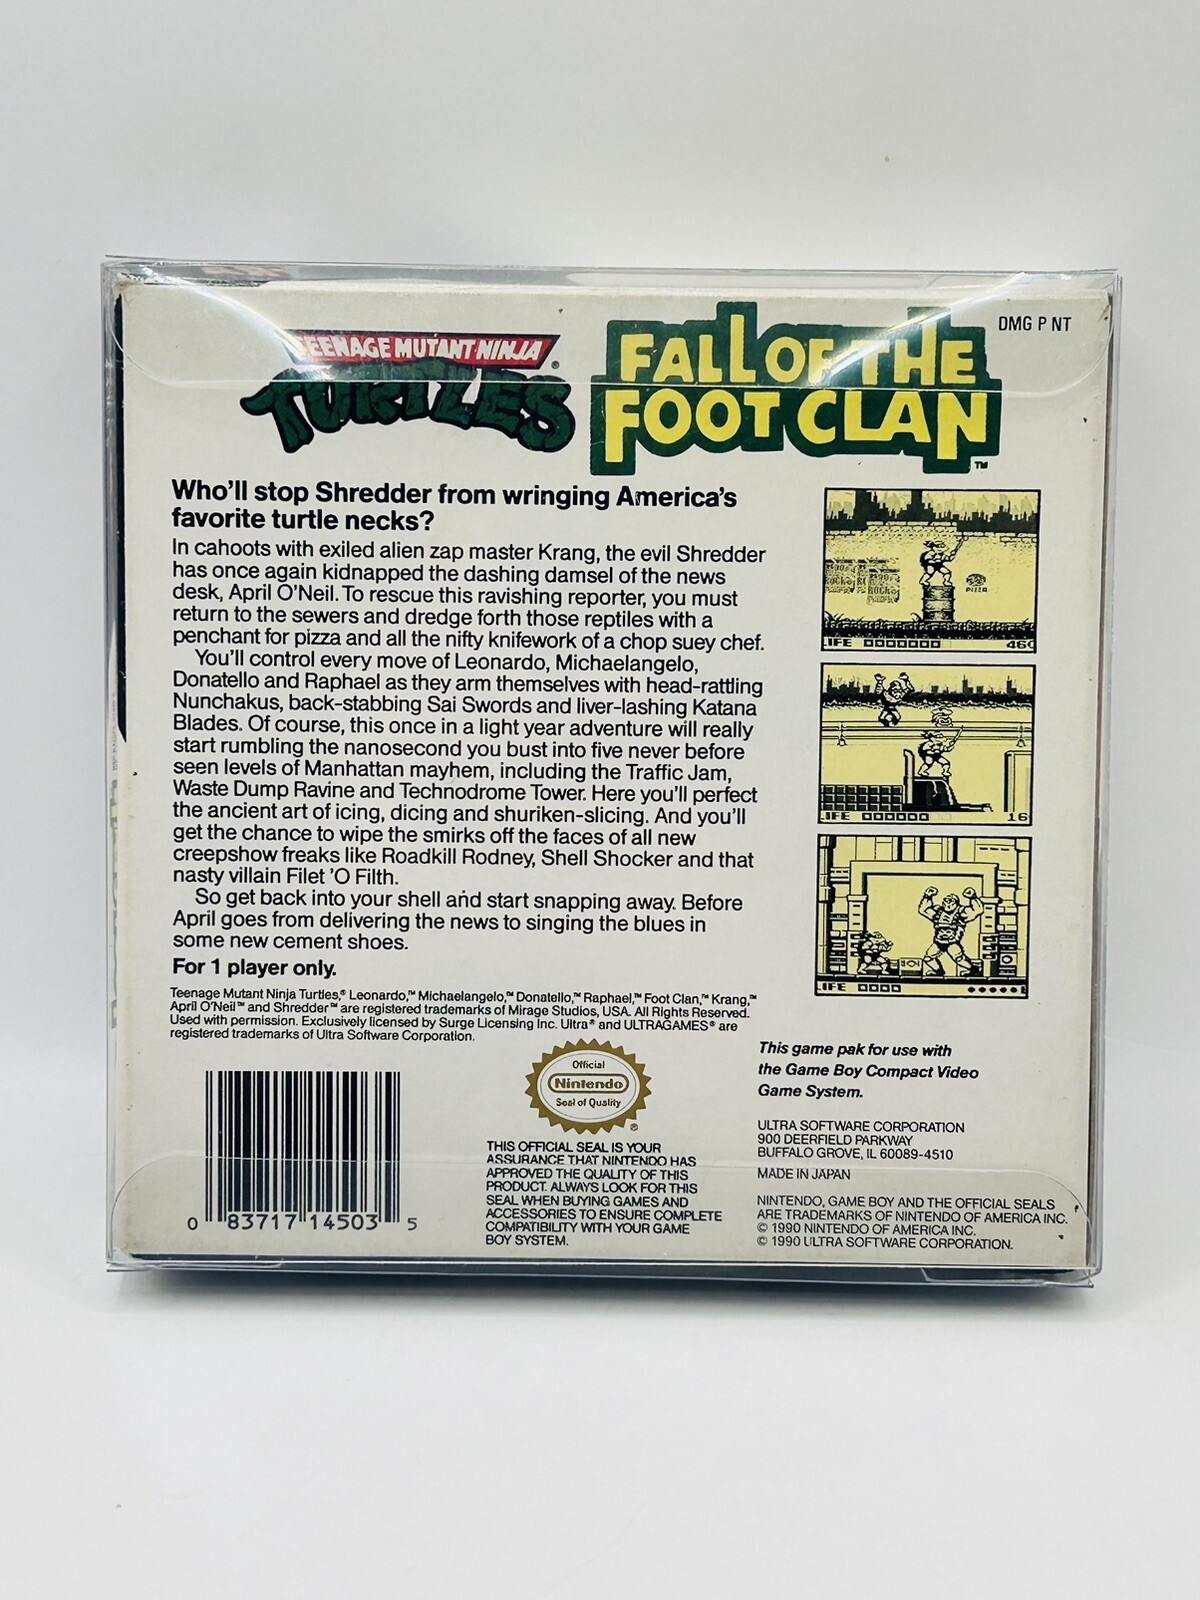 TEENAGE MUTANT NINJA®
TURTLES
FALL OF THE
FOOT CLAN™
DMG P NT
Who'll stop Shredder from wringing America's
favorite turtle necks?
In cahoots with exiled alien zap master Krang, the evil Shredder
has once again kidnapped the dashing damsel of the news
desk, April O'Neil. To rescue this ravishing reporter, you must
return to the sewers and dredge forth those reptiles with a
penchant for pizza and all the nifty knifework of a chop suey chef.
You'll control every move of Leonardo, Michaelangelo,
Donatello and Raphael as they arm themselves with head-rattling
Nunchakus, back-stabbing Sai Swords and liver-lashing Katana
Blades. Of course, this once in a light year adventure will really
start rumbling the nanosecond you bust into five never before
seen levels of Manhattan mayhem, including the Traffic Jam,
Waste Dump Ravine and Technodrome Tower. Here you'll perfect
the ancient art of icing, dicing and shuriken-slicing. And you'll
get the chance to wipe the smirks off the faces of all new
creepshow freaks like Roadkill Rodney, Shell Shocker and that
nasty villain Filet 'O Filth.
So get back into your shell and start snapping away. Before
April goes from delivering the news to singing the blues in
some new cement shoes.
For 1 player only.
Teenage Mutant Ninja Turtles,® Leonardo,™ Michaelangelo,™ Donatello,™ Raphael,™ Foot Clan,™ Krang,™
April O'Neil™ and Shredder™ are registered trademarks of Mirage Studios, USA. All Rights Reserved.
Used with permission. Exclusively licensed by Surge Licensing Inc. Ultra® and ULTRAGAMES® are
registered trademarks of Ultra Software Corporation.
PIZZA
LIFE
LIFE 16
LIFE
0 83717 14503 5
Official
Nintendo
Seal of Quality
®
THIS OFFICIAL SEAL IS YOUR
ASSURANCE THAT NINTENDO HAS
APPROVED THE QUALITY OF THIS
PRODUCT. ALWAYS LOOK FOR THIS
SEAL WHEN BUYING GAMES AND
ACCESSORIES TO ENSURE COMPLETE
COMPATIBILITY WITH YOUR GAME
BOY SYSTEM.
This game pak for use with
the Game Boy Compact Video
Game System.
ULTRA SOFTWARE CORPORATION
900 DEERFIELD PARKWAY
BUFFALO GROVE, IL 60089-4510
MADE IN JAPAN
NINTENDO, GAME BOY AND THE OFFICIAL SEALS
ARE TRADEMARKS OF NINTENDO OF AMERICA INC.
© 1990 NINTENDO OF AMERICA INC.
© 1990 ULTRA SOFTWARE CORPORATION.